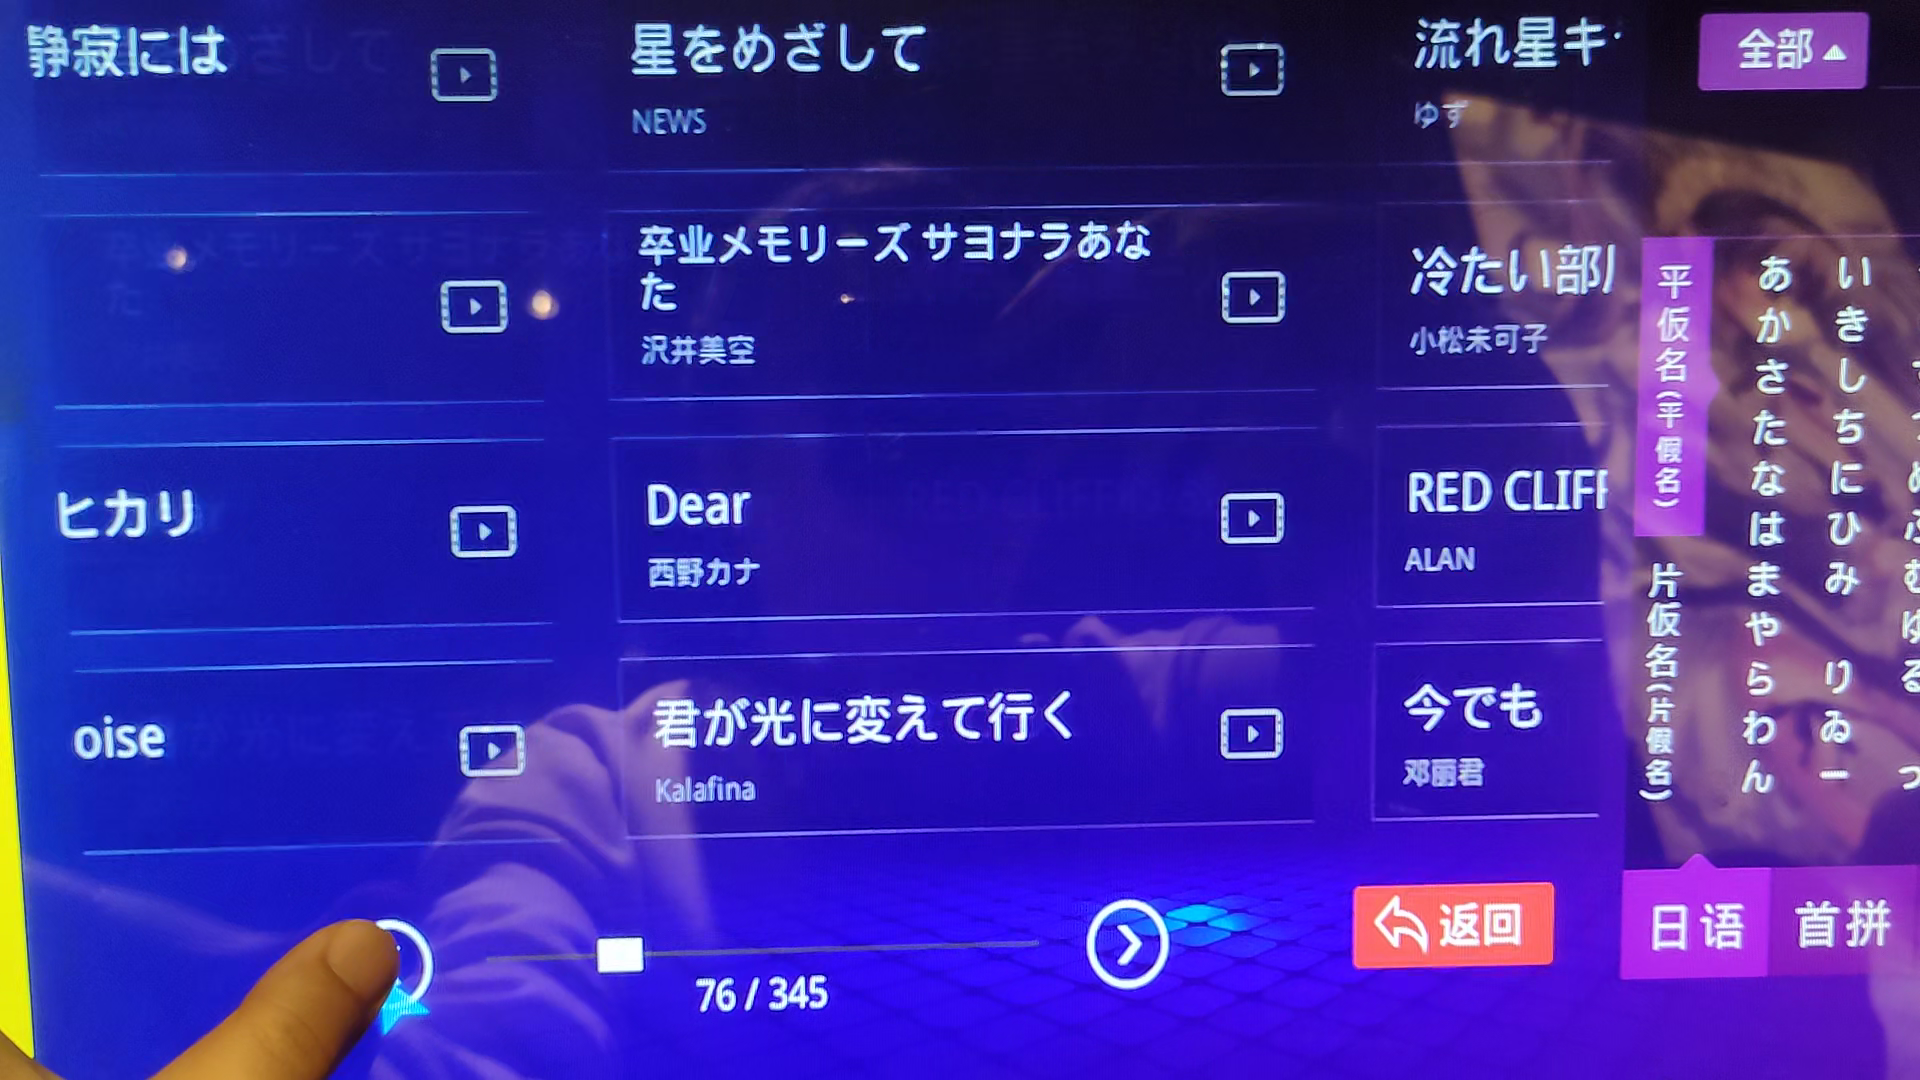 静寂には
星をめざして
NEWS
流れ星キ
ゆず
全部
卒业メモリーズ サヨナラあな
た
沢井美空
冷たい部
小松未可子
ヒカリ
Dear
西野カナ
RED CLIFF
ALAN
oise
君が光に変えて行く
Kalafina
今でも
邓丽君
平仮名(平假名)
片仮名(片假名)
あかさたなはまやらわん
いきしちにひみ りゐー
76 / 345
返回
日语
首拼